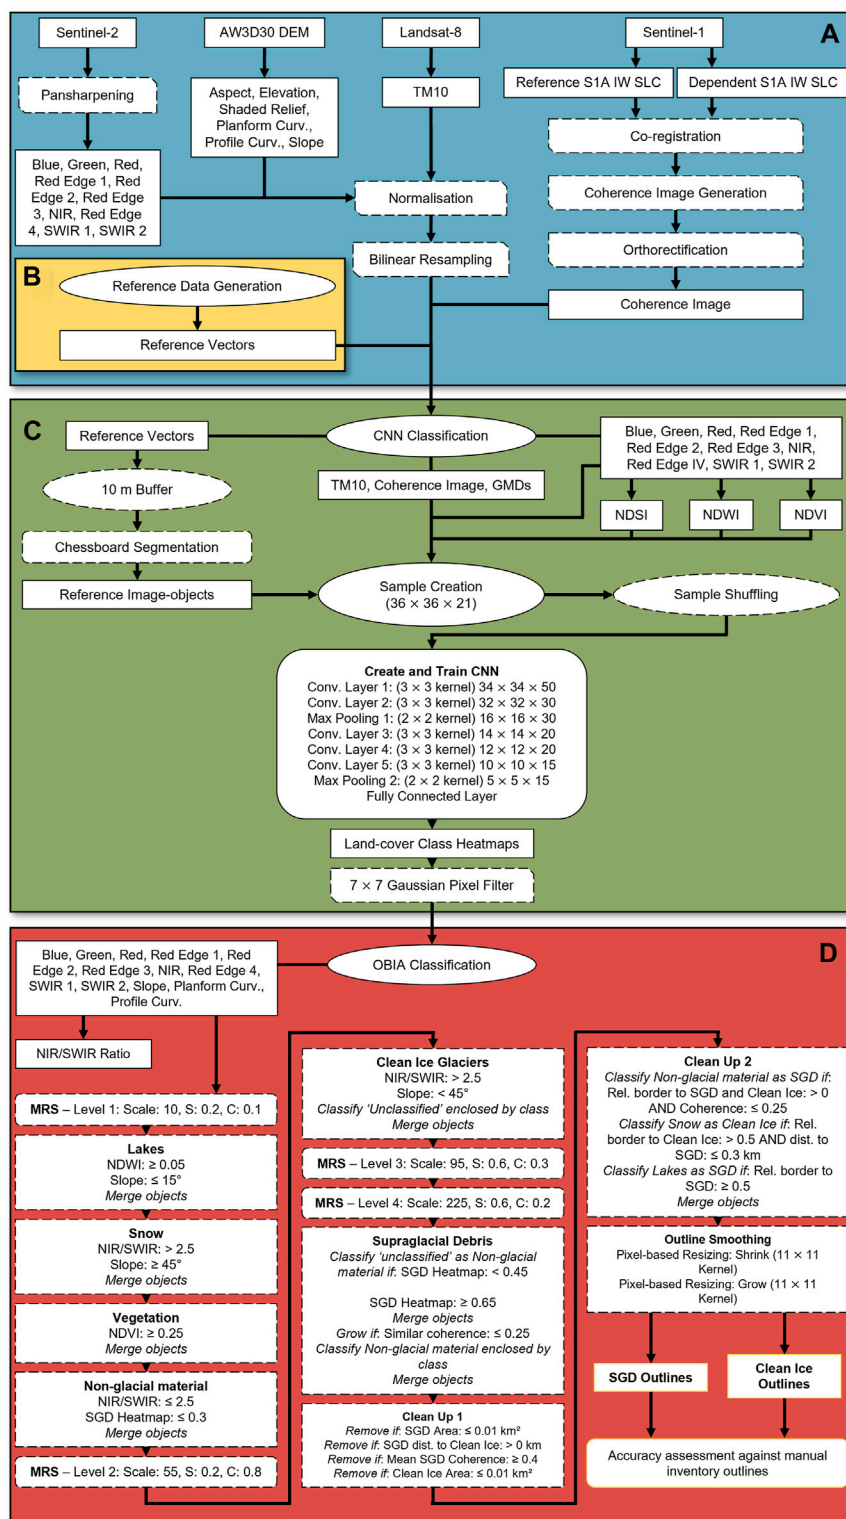 A
Sentinel-2
AW3D30 DEM
Landsat-8
Sentinel-1
Pansharpening
Aspect, Elevation,
Shaded Relief,
Planform Curv.,
Profile Curv., Slope
TM10
Reference S1A IW SLC
Dependent S1A IW SLC
Co-registration
Blue, Green, Red,
Red Edge 1, Red
Edge 2, Red Edge
3, NIR, Red Edge
4, SWIR 1, SWIR 2
Normalisation
Coherence Image Generation
Bilinear Resampling
Orthorectification
Coherence Image
B
Reference Data Generation
Reference Vectors
C
Reference Vectors
CNN Classification
Blue, Green, Red, Red Edge 1,
Red Edge 2, Red Edge 3, NIR,
Red Edge IV, SWIR 1, SWIR 2
10 m Buffer
TM10, Coherence Image, GMDs
NDSI
NDWI
NDVI
Chessboard Segmentation
Reference Image-objects
Sample Creation
(36 × 36 × 21)
Sample Shuffling
Create and Train CNN
Conv. Layer 1: (3 × 3 kernel) 34 × 34 × 50
Conv. Layer 2: (3 × 3 kernel) 32 × 32 × 30
Max Pooling 1: (2 × 2 kernel) 16 × 16 × 30
Conv. Layer 3: (3 × 3 kernel) 14 × 14 × 20
Conv. Layer 4: (3 × 3 kernel) 12 × 12 × 20
Conv. Layer 5: (3 × 3 kernel) 10 × 10 × 15
Max Pooling 2: (2 × 2 kernel) 5 × 5 × 15
Fully Connected Layer
Land-cover Class Heatmaps
7 × 7 Gaussian Pixel Filter
D
Blue, Green, Red, Red Edge 1, Red
Edge 2, Red Edge 3, NIR, Red Edge 4,
SWIR 1, SWIR 2, Slope, Planform Curv.,
Profile Curv.
OBIA Classification
NIR/SWIR Ratio
MRS – Level 1: Scale: 10, S: 0.2, C: 0.1
Lakes
NDWI: ≥ 0.05
Slope: ≤ 15°
Merge objects
Snow
NIR/SWIR: > 2.5
Slope: ≥ 45°
Merge objects
Vegetation
NDVI: ≥ 0.25
Merge objects
Non-glacial material
NIR/SWIR: ≤ 2.5
SGD Heatmap: ≤ 0.3
Merge objects
MRS – Level 2: Scale: 55, S: 0.2, C: 0.8
Clean Ice Glaciers
NIR/SWIR: > 2.5
Slope: < 45°
Classify 'Unclassified' enclosed by class
Merge objects
MRS – Level 3: Scale: 95, S: 0.6, C: 0.3
MRS – Level 4: Scale: 225, S: 0.6, C: 0.2
Supraglacial Debris
Classify 'unclassified' as Non-glacial
material if: SGD Heatmap: < 0.45
SGD Heatmap: ≥ 0.65
Merge objects
Grow if: Similar coherence: ≤ 0.25
Classify Non-glacial material enclosed by
class
Merge objects
Clean Up 1
Remove if: SGD Area: ≤ 0.01 km²
Remove if: SGD dist. to Clean Ice: > 0 km
Remove if: Mean SGD Coherence: ≥ 0.4
Remove if: Clean Ice Area: ≤ 0.01 km²
Clean Up 2
Classify Non-glacial material as SGD if:
Rel. border to SGD and Clean Ice: > 0
AND Coherence: ≤ 0.25
Classify Snow as Clean Ice if: Rel.
border to Clean Ice: > 0.5 AND dist. to
SGD: ≤ 0.3 km
Classify Lakes as SGD if: Rel. border to
SGD: ≥ 0.5
Merge objects
Outline Smoothing
Pixel-based Resizing: Shrink (11 × 11
Kernel)
Pixel-based Resizing: Grow (11 × 11
Kernel)
SGD Outlines
Clean Ice
Outlines
Accuracy assessment against manual
inventory outlines